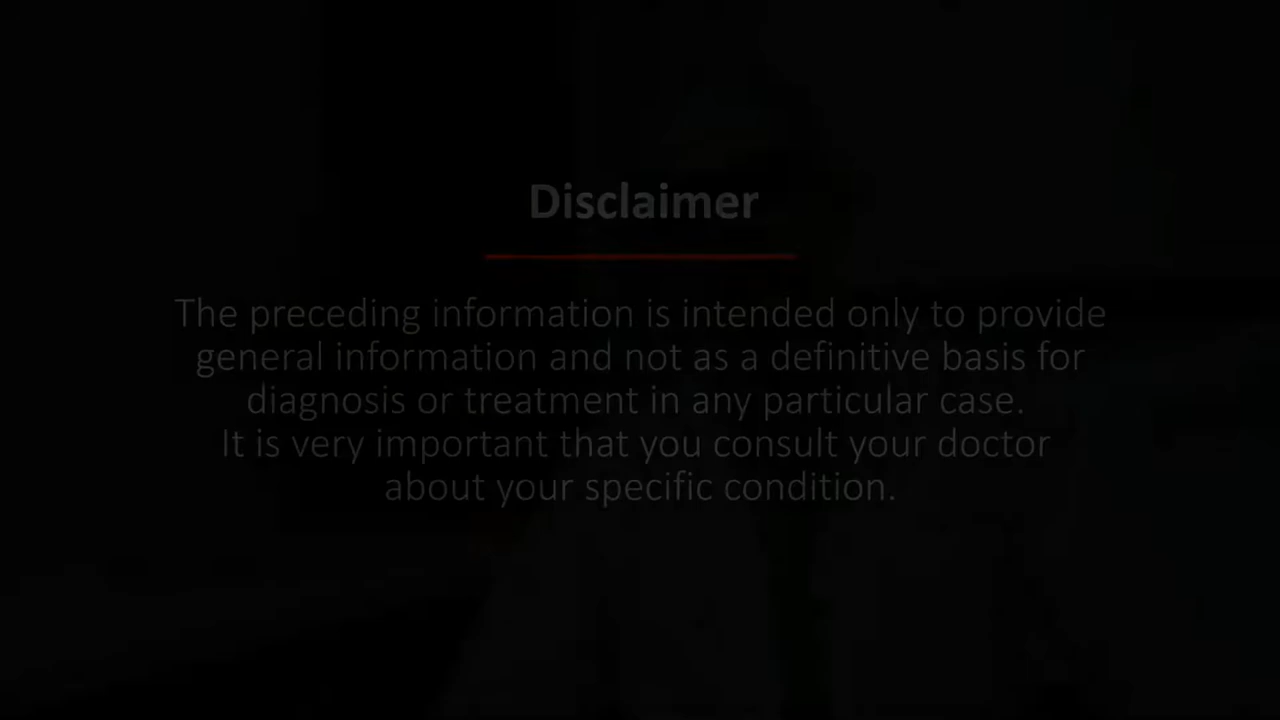 Disclaimer
The preceding information is intended only to provide
general information and not as a definitive basis for
diagnosis or treatment in any particular case.
It is very important that you consult your doctor
about your specific condition.